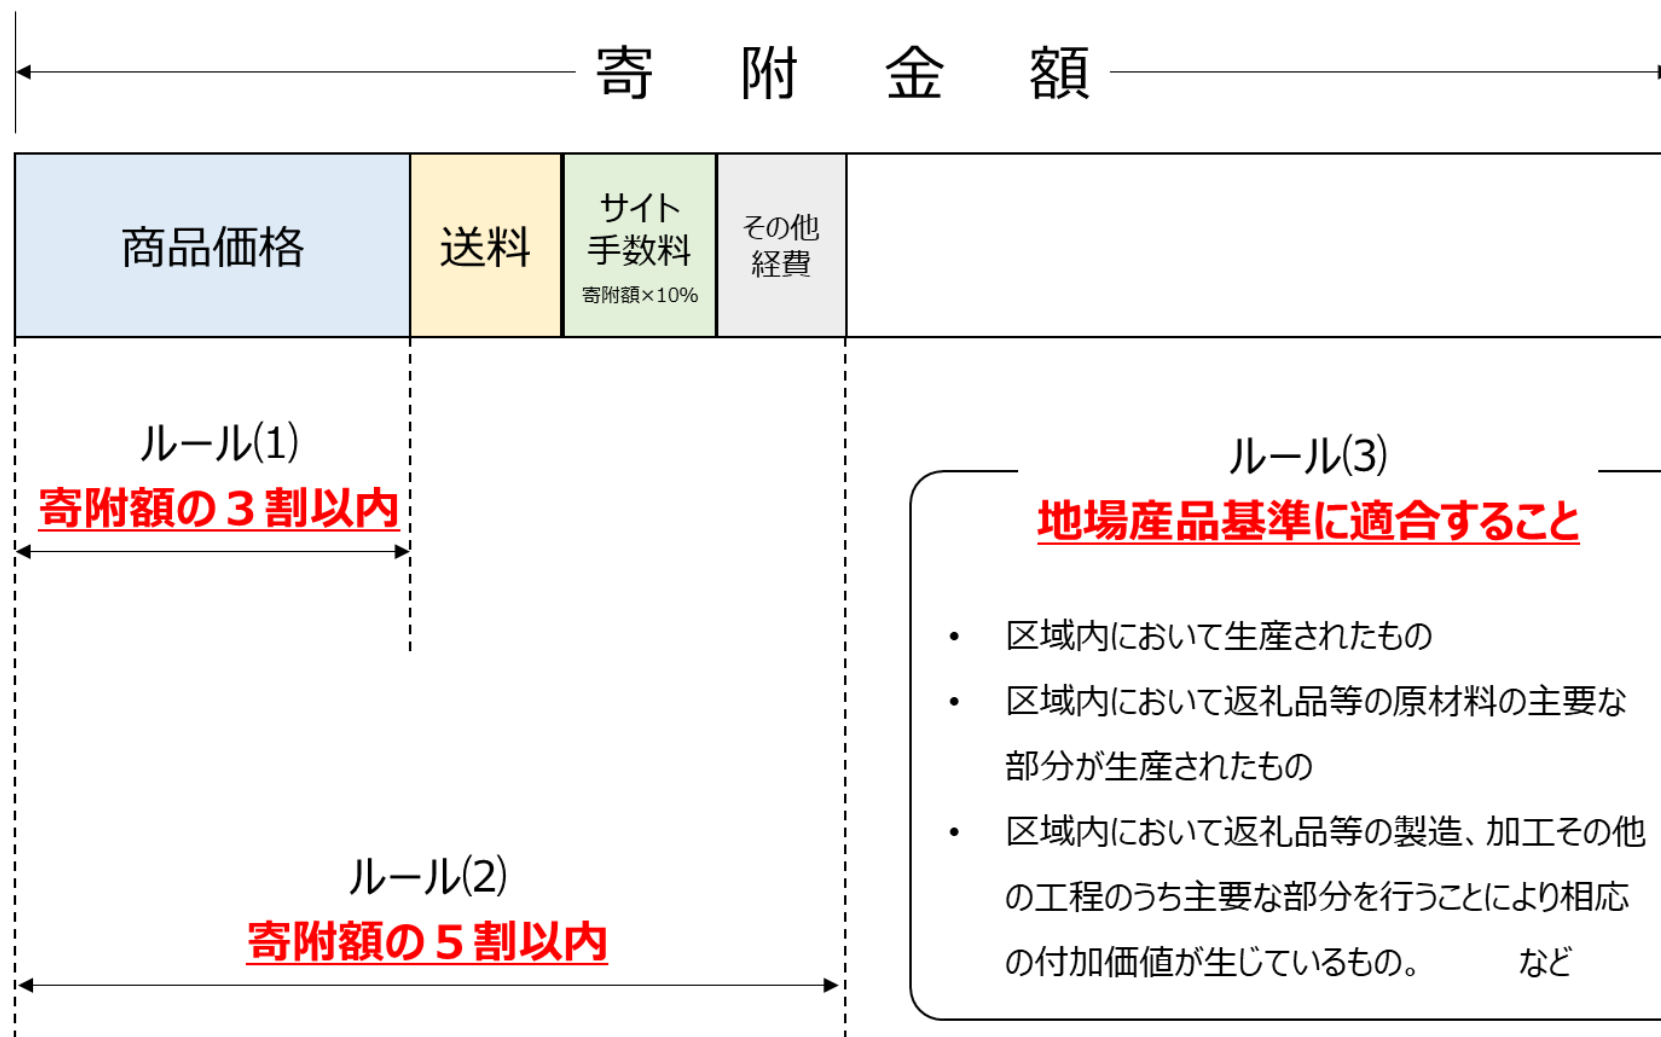 寄附金額
商品価格
送料
サイト
手数料
寄附額×10%
その他
経費
ルール⑴
寄附額の３割以内
ルール⑵
寄附額の５割以内
ルール⑶
地場産品基準に適合すること
• 区域内において生産されたもの
• 区域内において返礼品等の原材料の主要な
部分が生産されたもの
• 区域内において返礼品等の製造、加工その他
の工程のうち主要な部分を行うことにより相応
の付加価値が生じているもの。 など